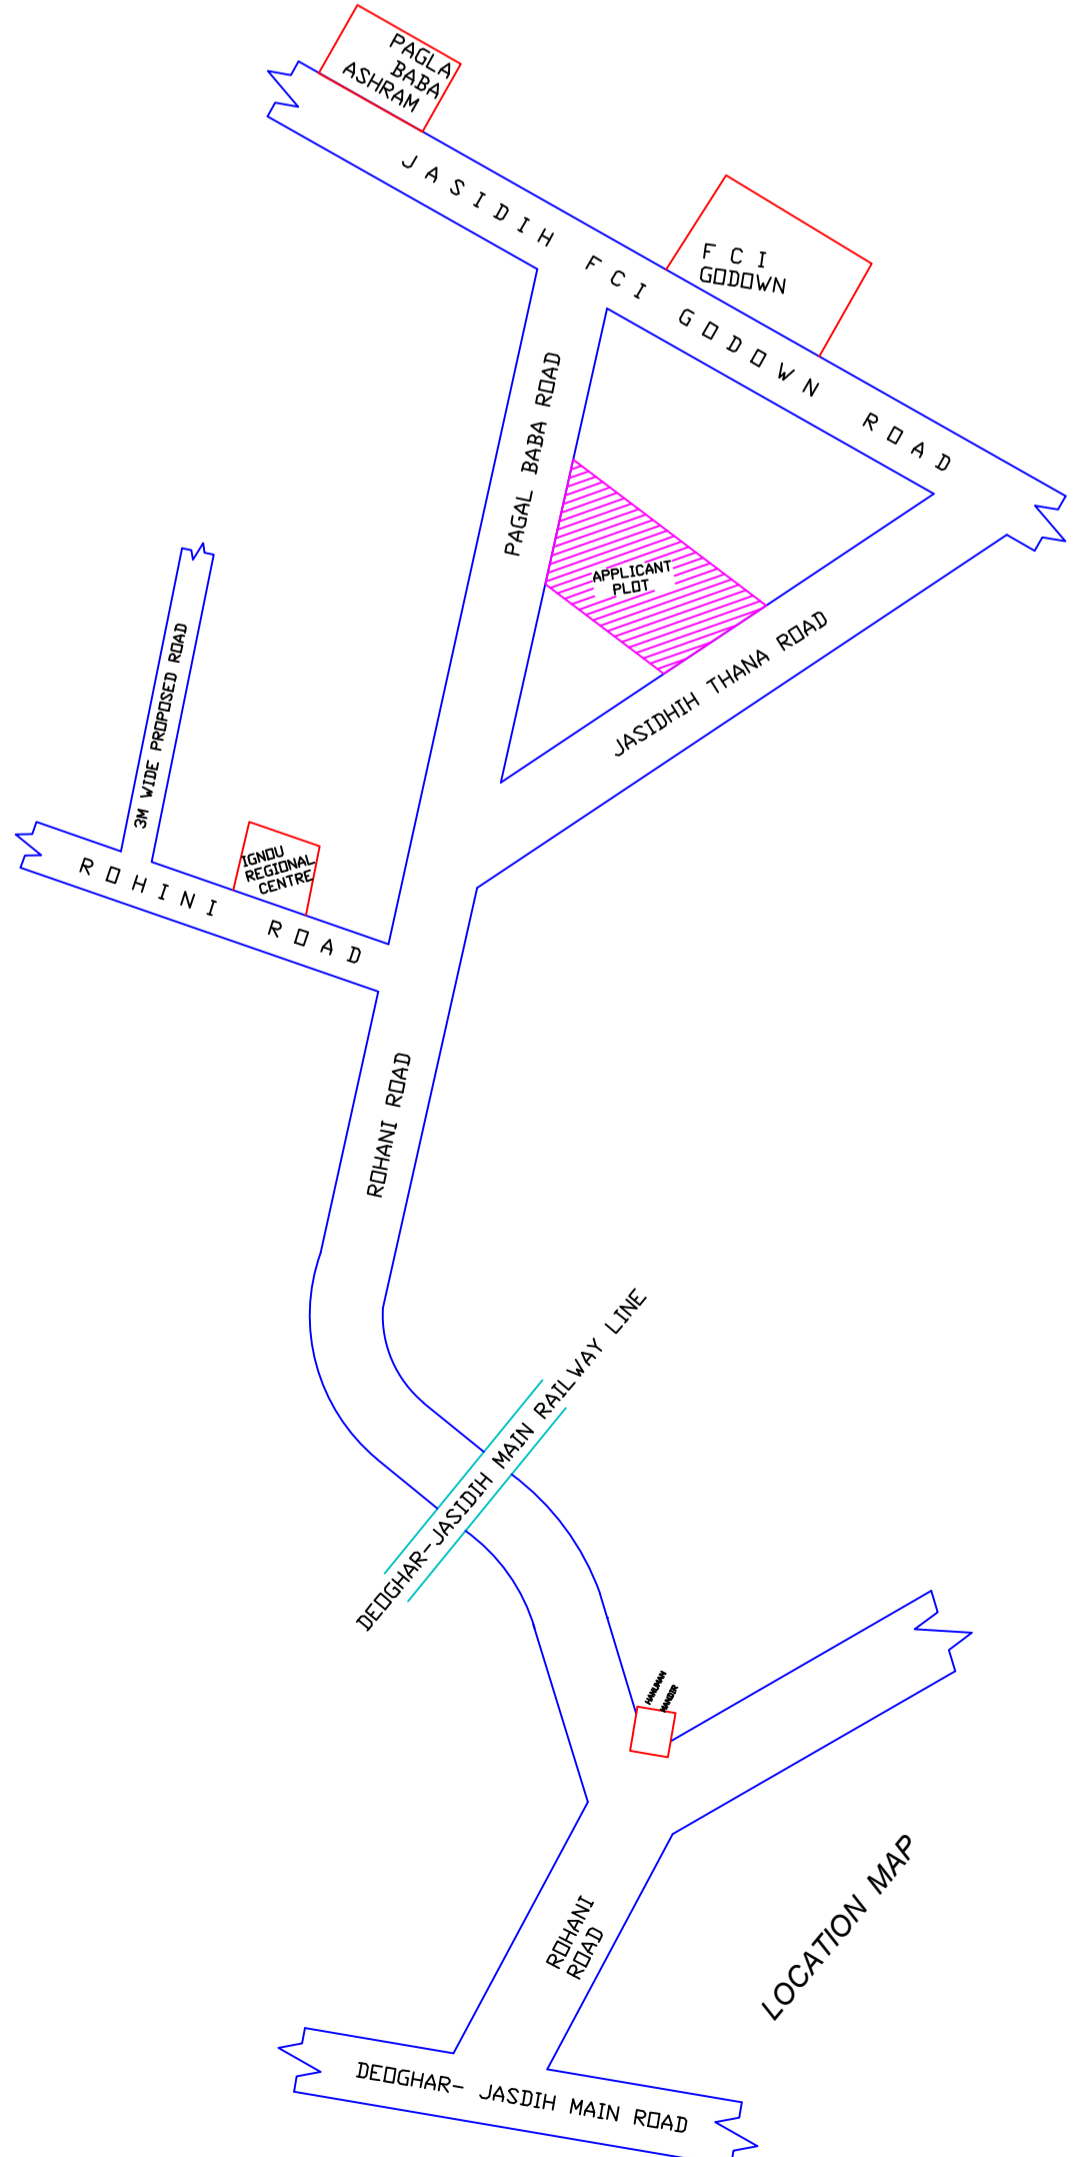 PAGLA
BABA
ASHRAM
JASIDIH FCI GODOWN ROAD
F C I
GODOWN
PAGAL BABA ROAD
APPLICANT
PLOT
JASIDHIH THANA ROAD
3M WIDE PROPOSED ROAD
IGNOU
REGIONAL
CENTRE
ROHINI ROAD
ROHANI ROAD
DEOGHAR-JASIDIH MAIN RAILWAY LINE
HANUMAN
MANDIR
ROHANI
ROAD
LOCATION MAP
DEOGHAR- JASDIH MAIN ROAD